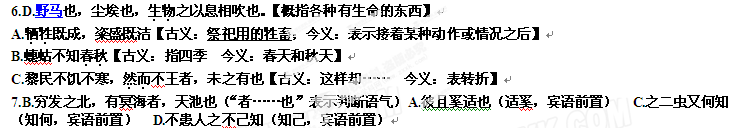 6.D.野马也，尘埃也，生物之以息相吹也。【概指各种有生命的东西】
A.牺牲既成，粢盛既洁【古义：祭祀用的牲畜，今义：表示接着某种动作或情况之后】
B.蟪蛄不知春秋【古义：指四季　今义：春天和秋天】
C.黎民不饥不寒，然而不王者，未之有也【古义：这样却……　今义：表转折】
7.B.穷发之北，有冥海者，天池也（“者……也”表示判断语气）A.彼且奚适也（适奚，宾语前置）　C.之二虫又何知
（知何，宾语前置）　D.不患人之不己知（知己，宾语前置）